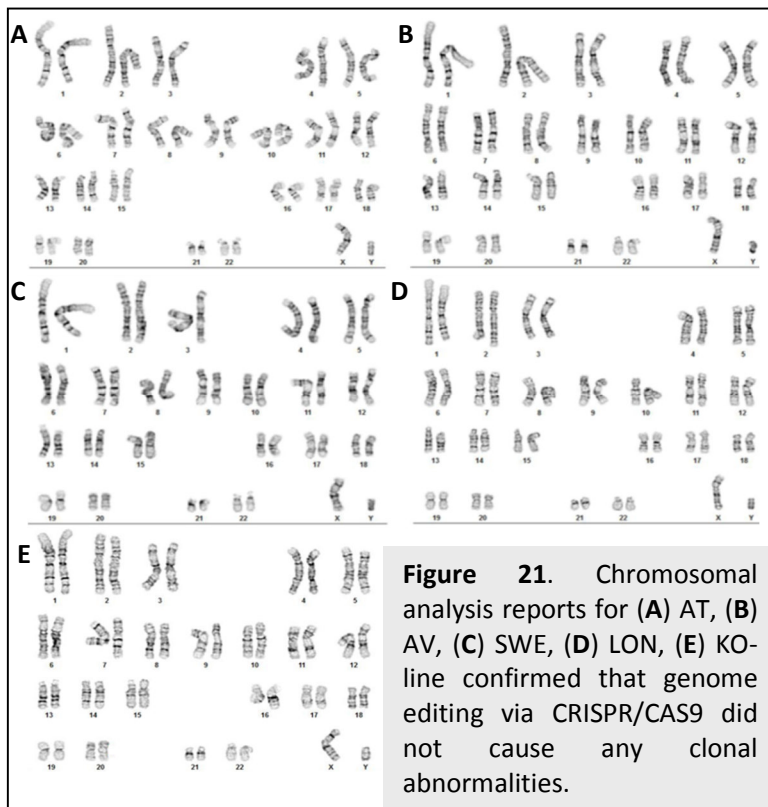 A
1 2 3 4 5
6 7 8 9 10 11 12
13 14 15 16 17 18
19 20 21 22 X Y
B
1 2 3 4 5
6 7 8 9 10 11 12
13 14 15 16 17 18
19 20 21 22 X Y
C
1 2 3 4 5
6 7 8 9 10 11 12
13 14 15 16 17 18
19 20 21 22 X Y
D
1 2 3 4 5
6 7 8 9 10 11 12
13 14 15 16 17 18
19 20 21 22 X Y
E
1 2 3 4 5
6 7 8 9 10 11 12
13 14 15 16 17 18
19 20 21 22 X Y
Figure 21. Chromosomal
analysis reports for (A) AT, (B)
AV, (C) SWE, (D) LON, (E) KO-
line confirmed that genome
editing via CRISPR/CAS9 did
not cause any clonal
abnormalities.